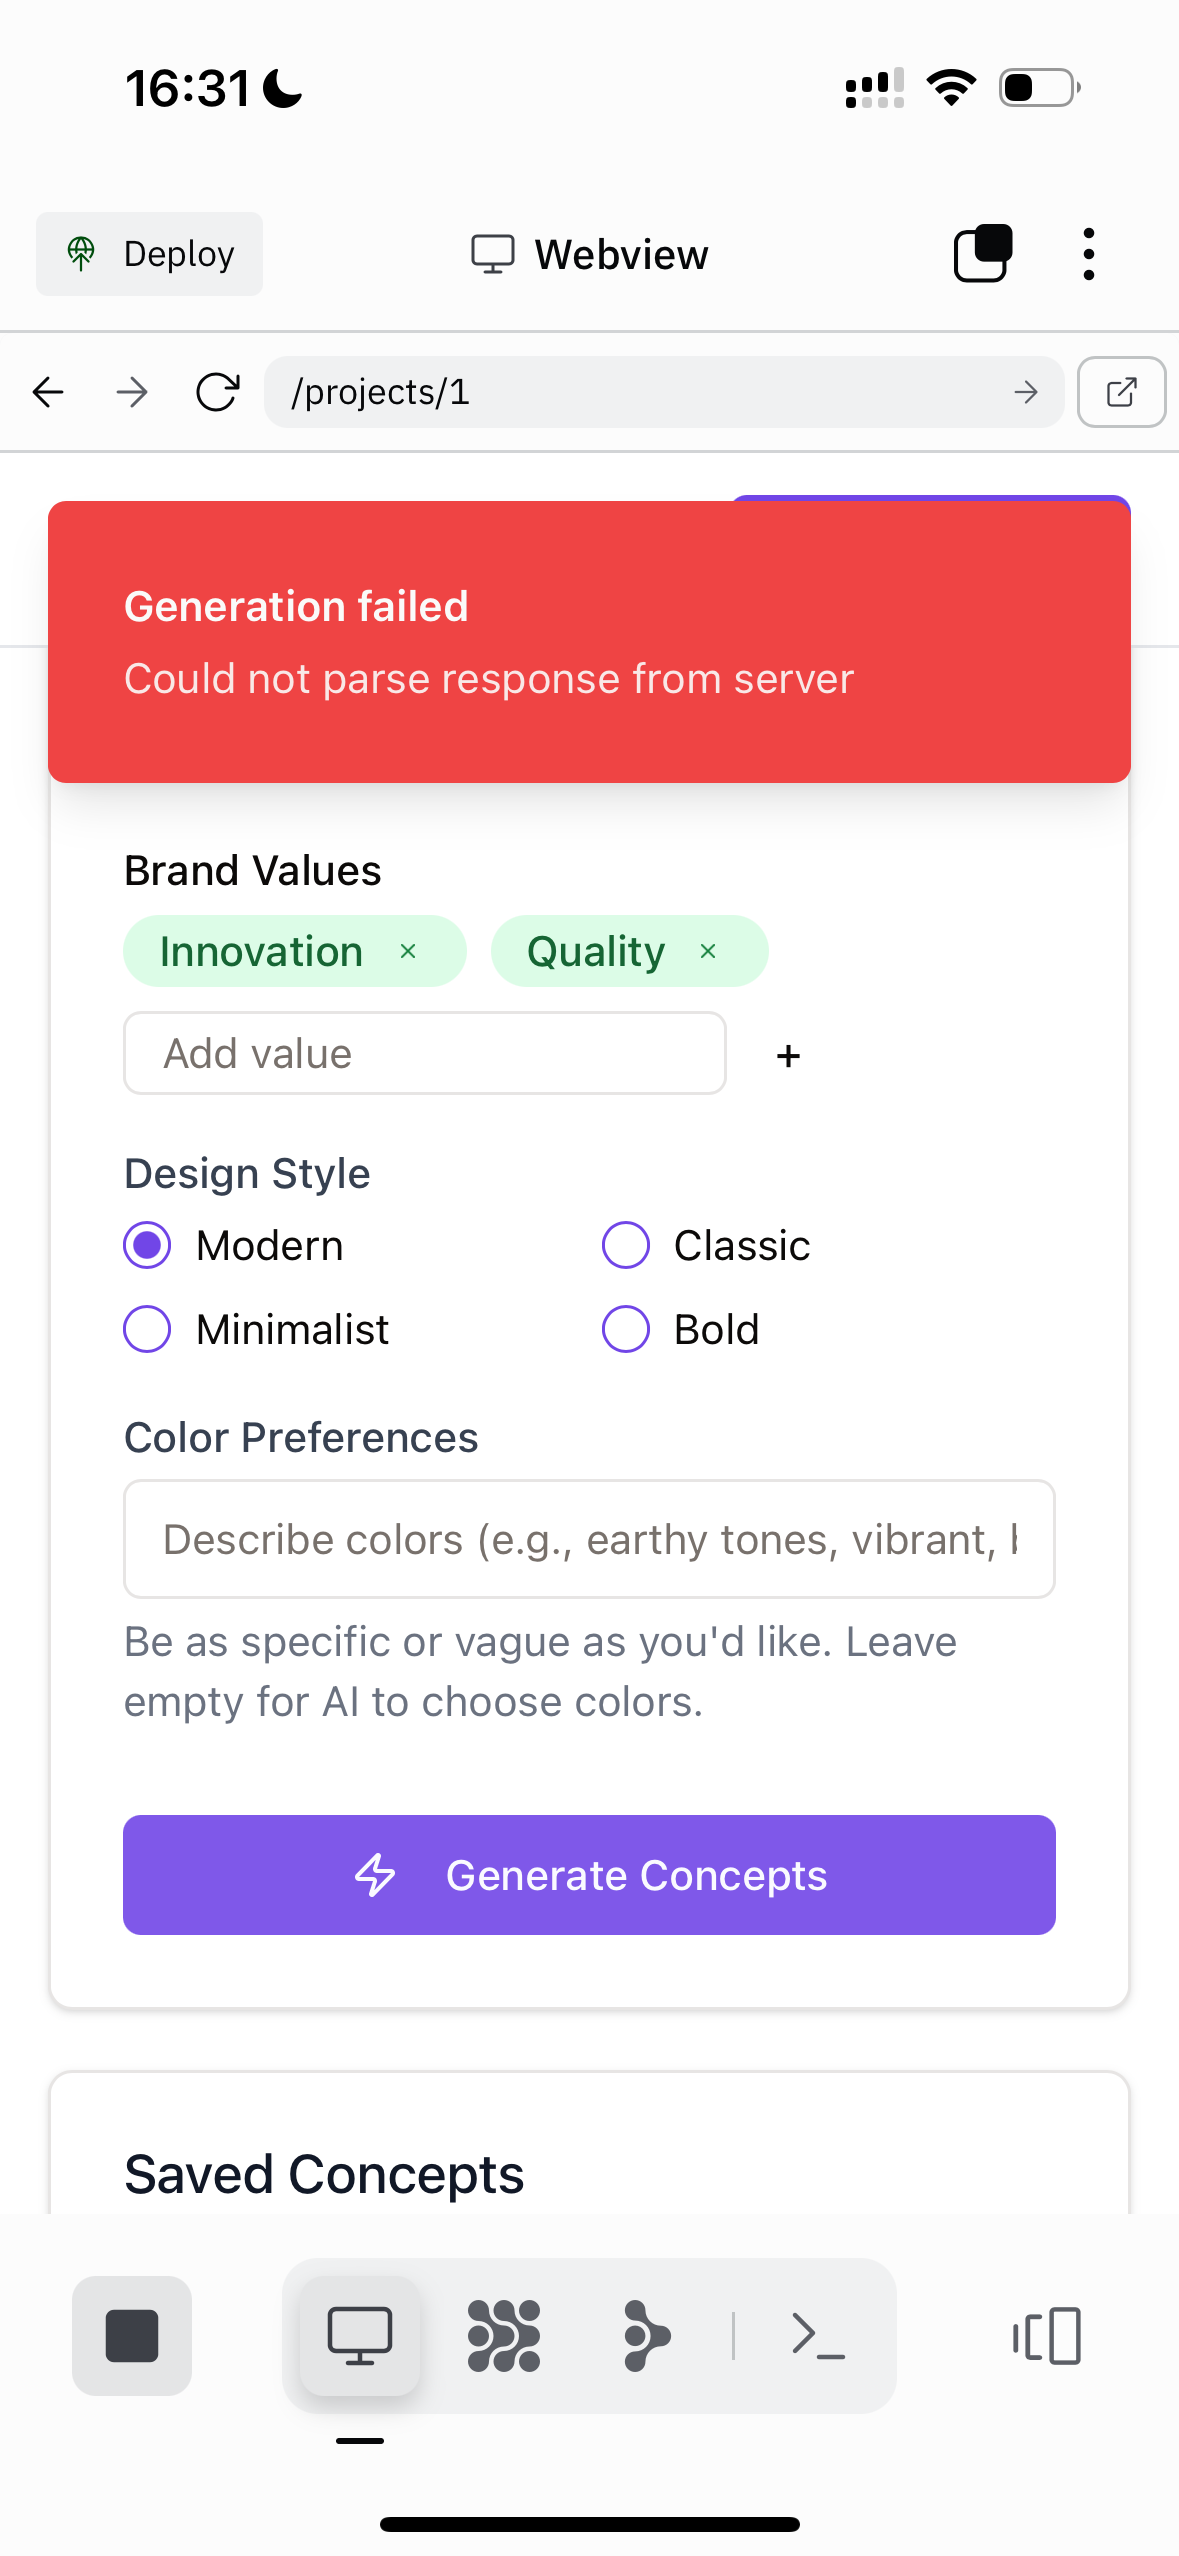 16:31
Deploy
Webview
/projects/1
Generation failed
Could not parse response from server
Brand Values
Innovation ×
Quality ×
Add value
+
Design Style
Modern
Classic
Minimalist
Bold
Color Preferences
Describe colors (e.g., earthy tones, vibrant,
Be as specific or vague as you'd like. Leave
empty for AI to choose colors.
Generate Concepts
Saved Concepts